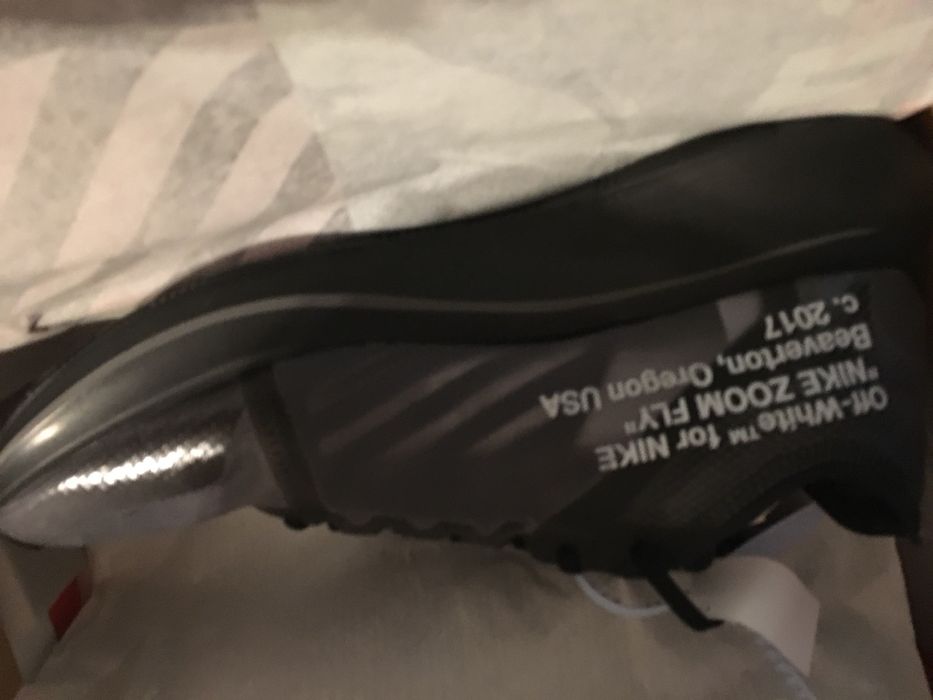 Off-White™ for NIKE
"NIKE ZOOM FLY"
Beaverton, Oregon USA
c. 2017